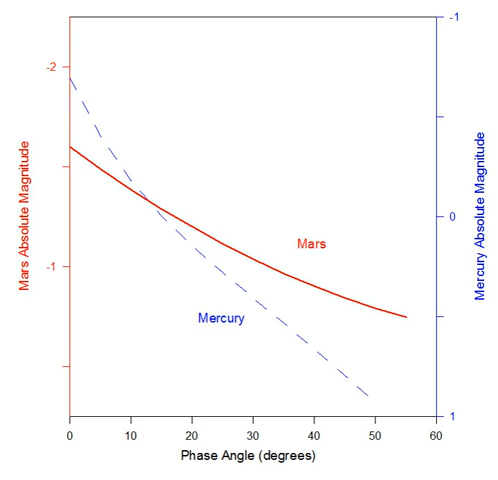 -1
-2
Mars Absolute Magnitude
Mercury Absolute Magnitude
0
Mars
-1
Mercury
1
0
10
20
30
40
50
60
Phase Angle (degrees)